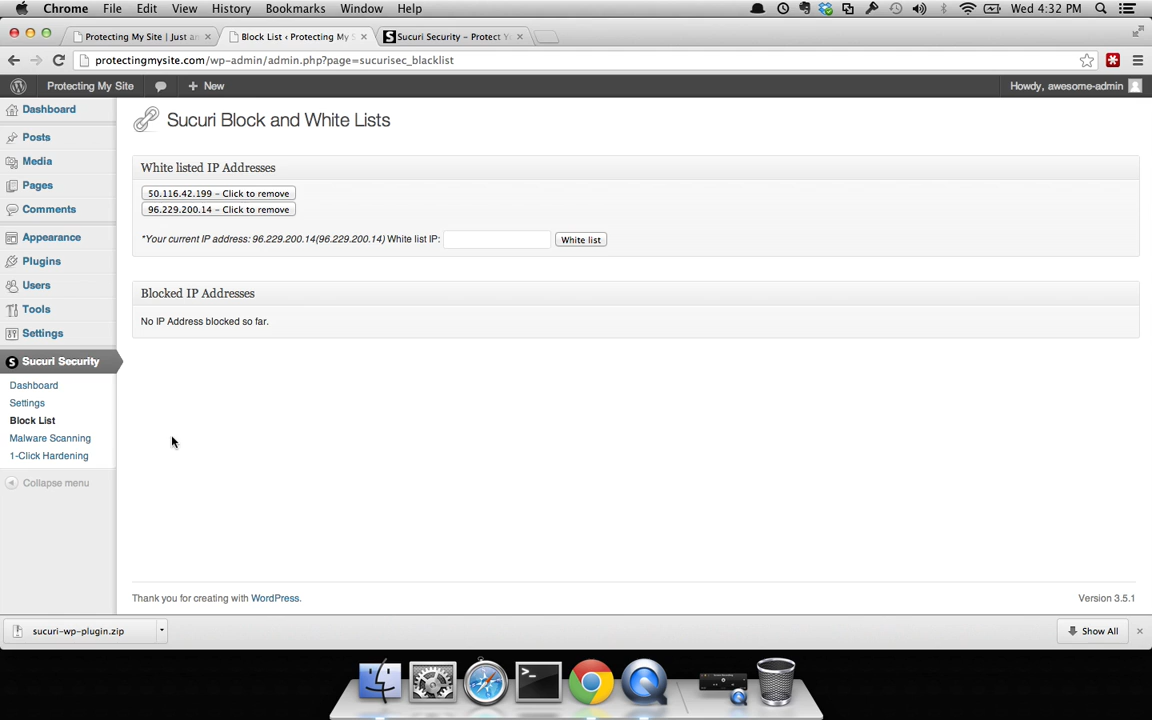 Chrome File Edit View History Bookmarks Window Help Wed 4:32 PM
Protecting My Site | Just an Block List ‹ Protecting My S Sucuri Security – Protect Y
protectingmysite.com/wp-admin/admin.php?page=sucurisec_blacklist
Protecting My Site New Howdy, awesome-admin
Dashboard
Posts
Media
Pages
Comments
Appearance
Plugins
Users
Tools
Settings
Sucuri Security
Dashboard
Settings
Block List
Malware Scanning
1-Click Hardening
Collapse menu
Sucuri Block and White Lists
White listed IP Addresses
50.116.42.199 – Click to remove
96.229.200.14 – Click to remove
*Your current IP address: 96.229.200.14(96.229.200.14) White list IP: White list
Blocked IP Addresses
No IP Address blocked so far.
Thank you for creating with WordPress. Version 3.5.1
sucuri-wp-plugin.zip Show All